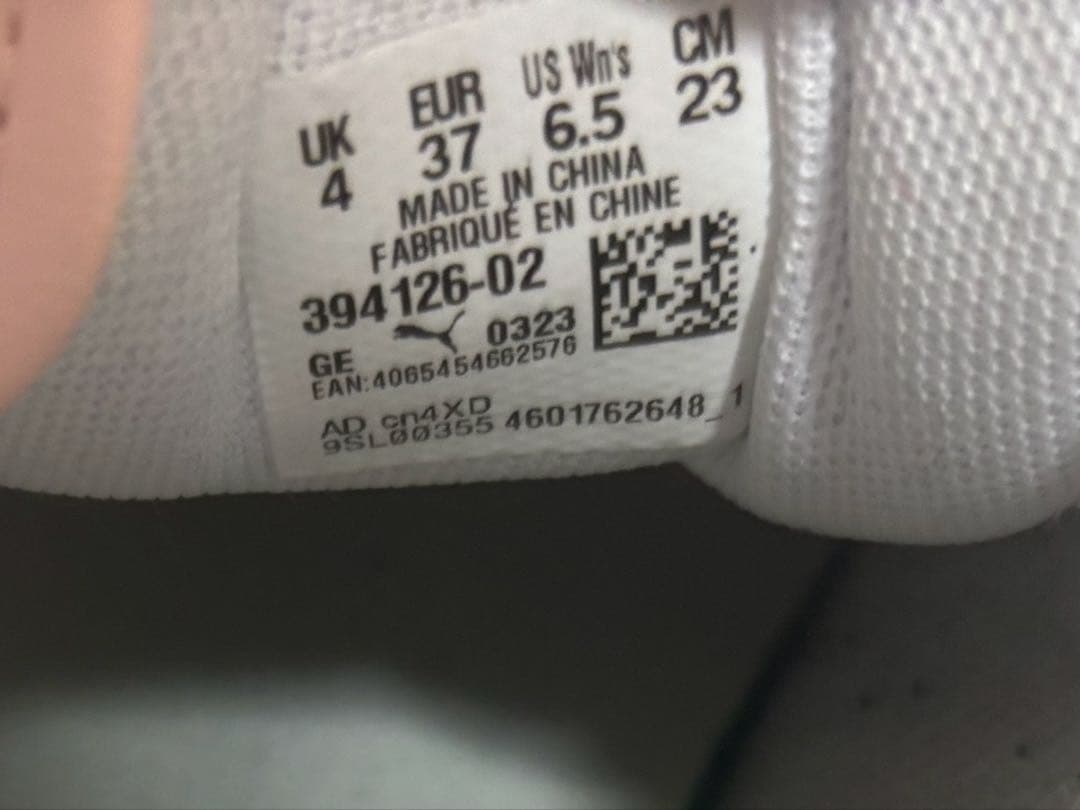 UK EUR US Wn's CM
4 37 6.5 23
MADE IN CHINA
FABRIQUÉ EN CHINE
394126-02
GE 0323
EAN:4065454662576
AD cn4XD
9SL00355 4601762648_1